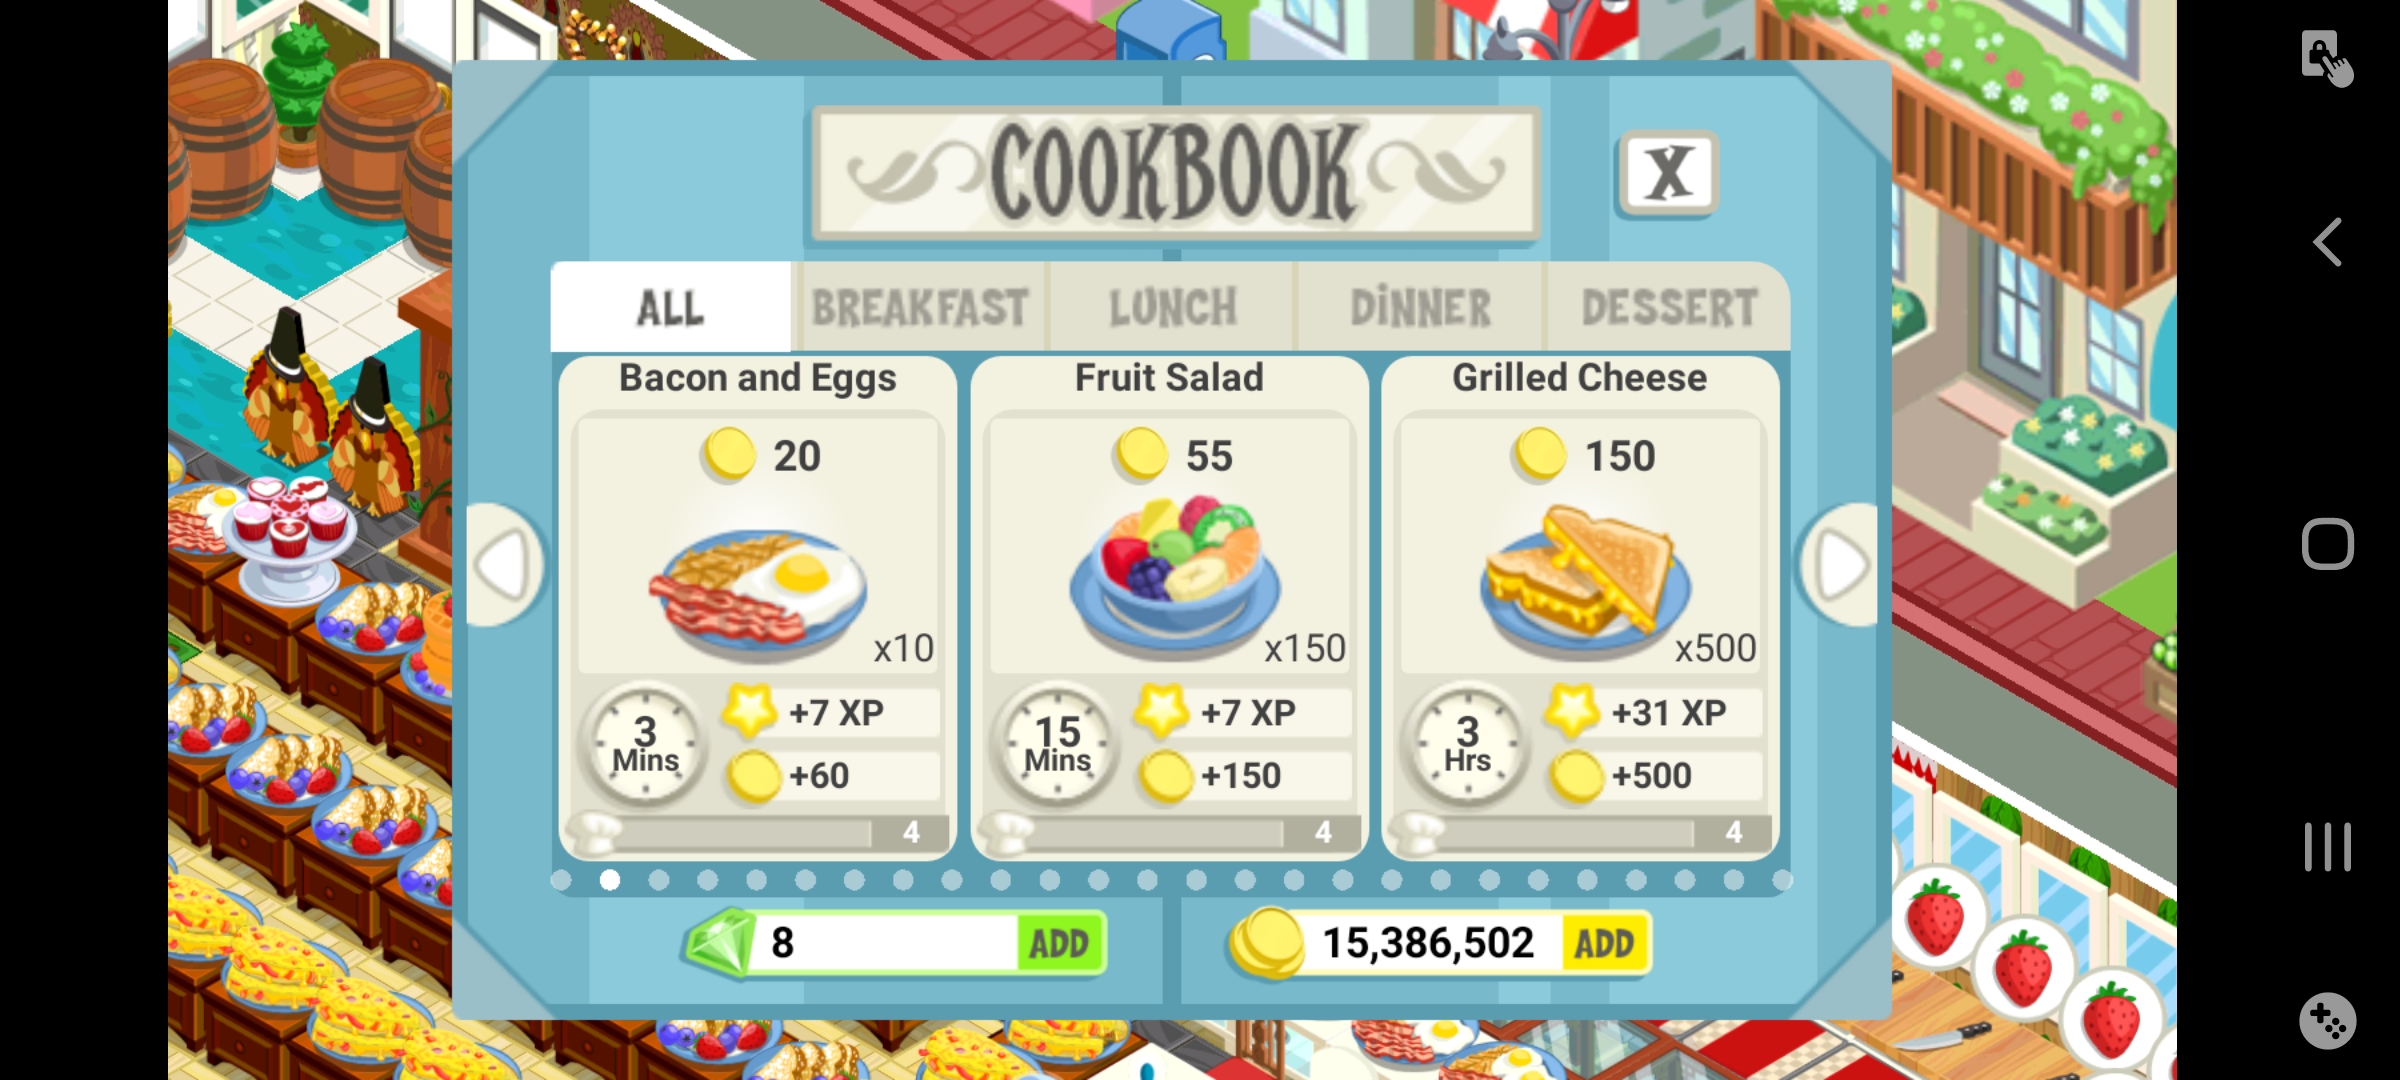 COOKBOOK
X
ALL BREAKFAST LUNCH DINNER DESSERT
Bacon and Eggs
20
x10
3 Mins
+7 XP
+60
4
Fruit Salad
55
x150
15 Mins
+7 XP
+150
4
Grilled Cheese
150
x500
3 Hrs
+31 XP
+500
4
8 ADD
15,386,502 ADD